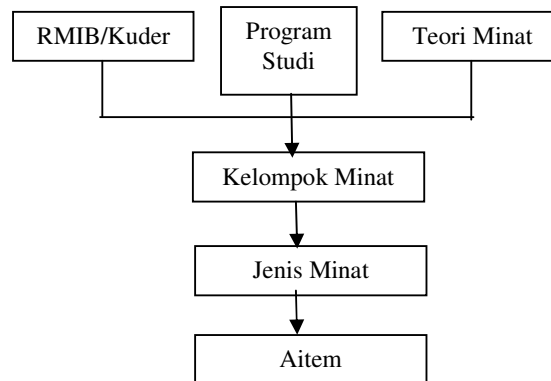 RMIB/Kuder
Program
Studi
Teori Minat
Kelompok Minat
Jenis Minat
Aitem